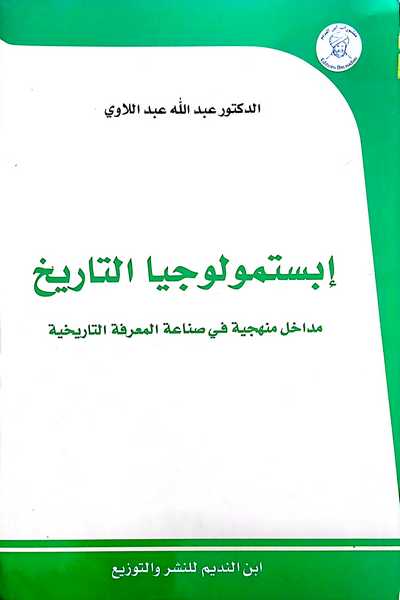 الدكتور عبد الله عبد اللاوي
إبستمولوجيا التاريخ
مداخل منهجية في صناعة المعرفة التاريخية
ابن النديم للنشر والتوزيع